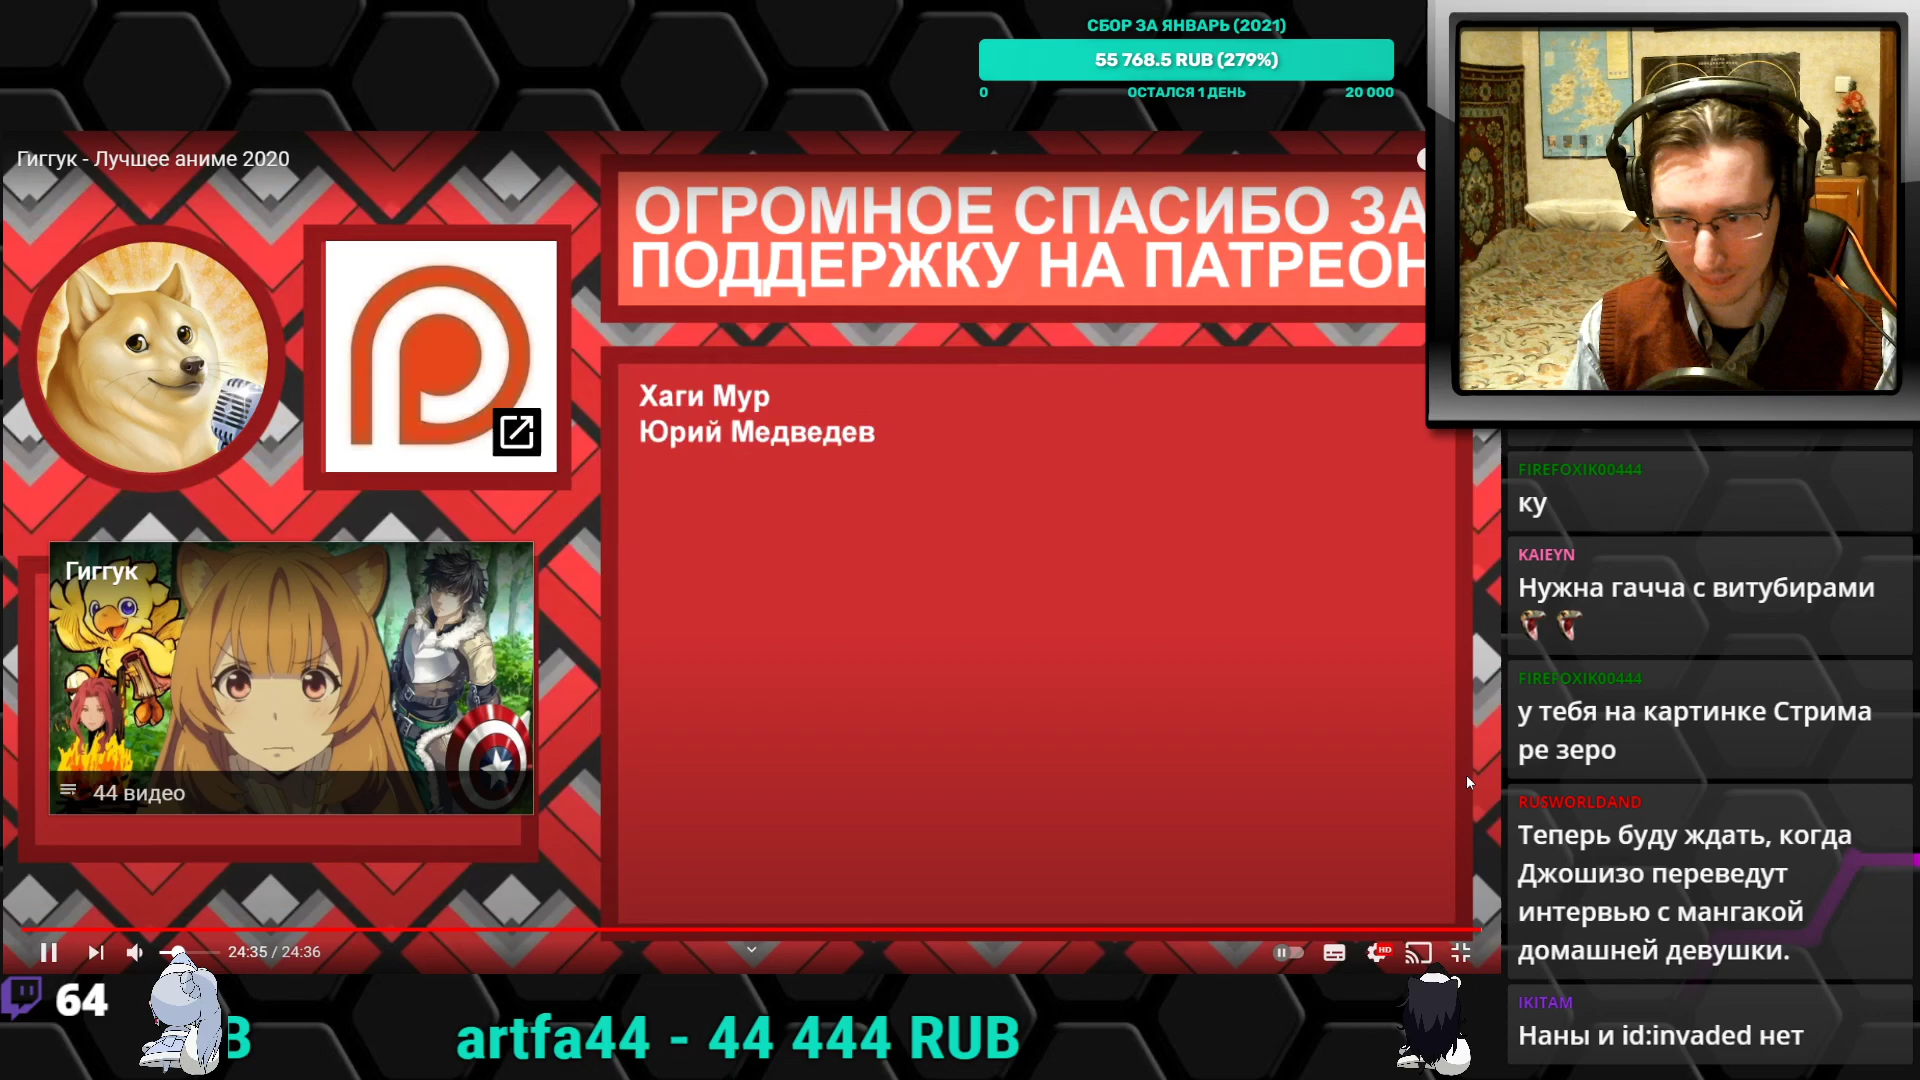 СБОР ЗА ЯНВАРЬ (2021)
55 768.5 RUB (279%)
0 ОСТАЛСЯ 1 ДЕНЬ 20 000
Гиггук - Лучшее аниме 2020
ОГРОМНОЕ СПАСИБО ЗА
ПОДДЕРЖКУ НА ПАТРЕОН
Хаги Мур
Юрий Медведев
Гиггук
44 видео
24:35 / 24:36
HD
64
B
artfa44 - 44 444 RUB
FIREFOXIK00444
ку
KAIEYN
Нужна гачча с витубирами
FIREFOXIK00444
у тебя на картинке Стрима
ре зеро
RUSWORLDAND
Теперь буду ждать, когда
Джошизо переведут
интервью с мангакой
домашней девушки.
IKITAM
Наны и id:invaded нет